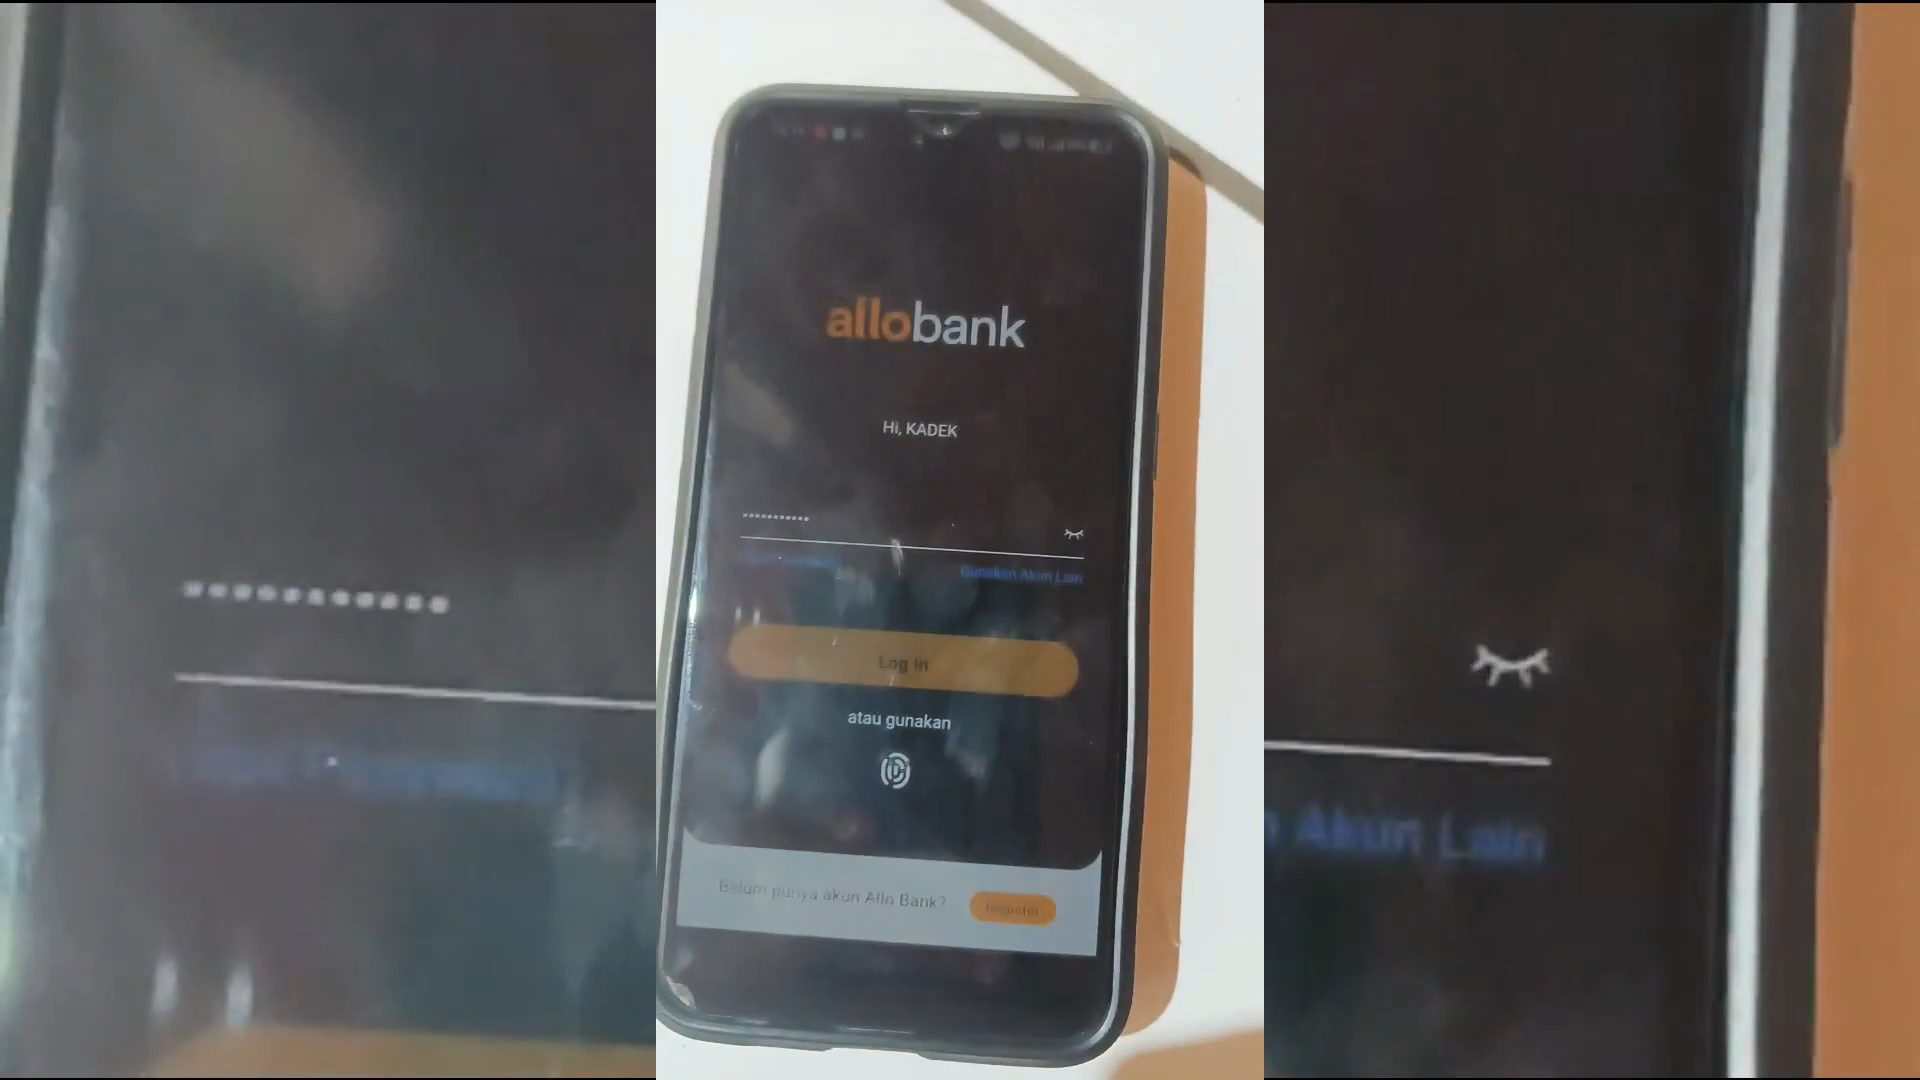 allobank
Hi, KADEK
Gunakan Akun Lain
Log In
atau gunakan
Belum punya akun Allo Bank?
Akun Lain